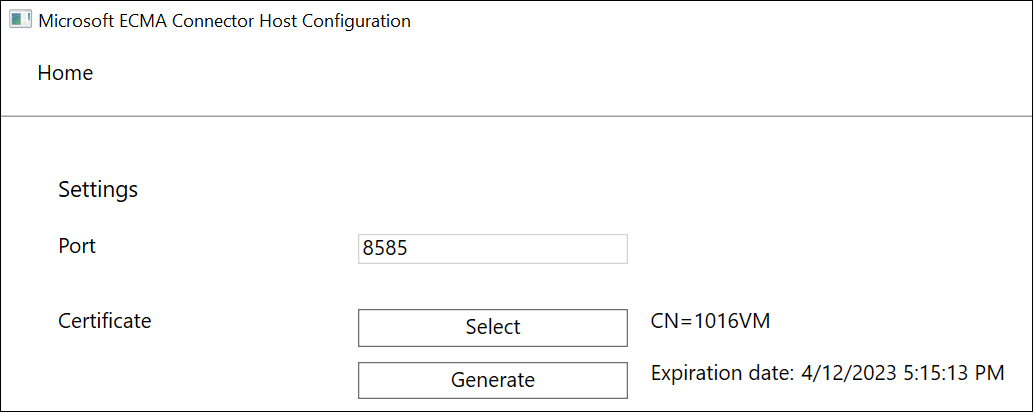 Microsoft ECMA Connector Host Configuration
Home
Settings
Port
8585
Certificate
Select
CN=1016VM
Generate
Expiration date: 4/12/2023 5:15:13 PM